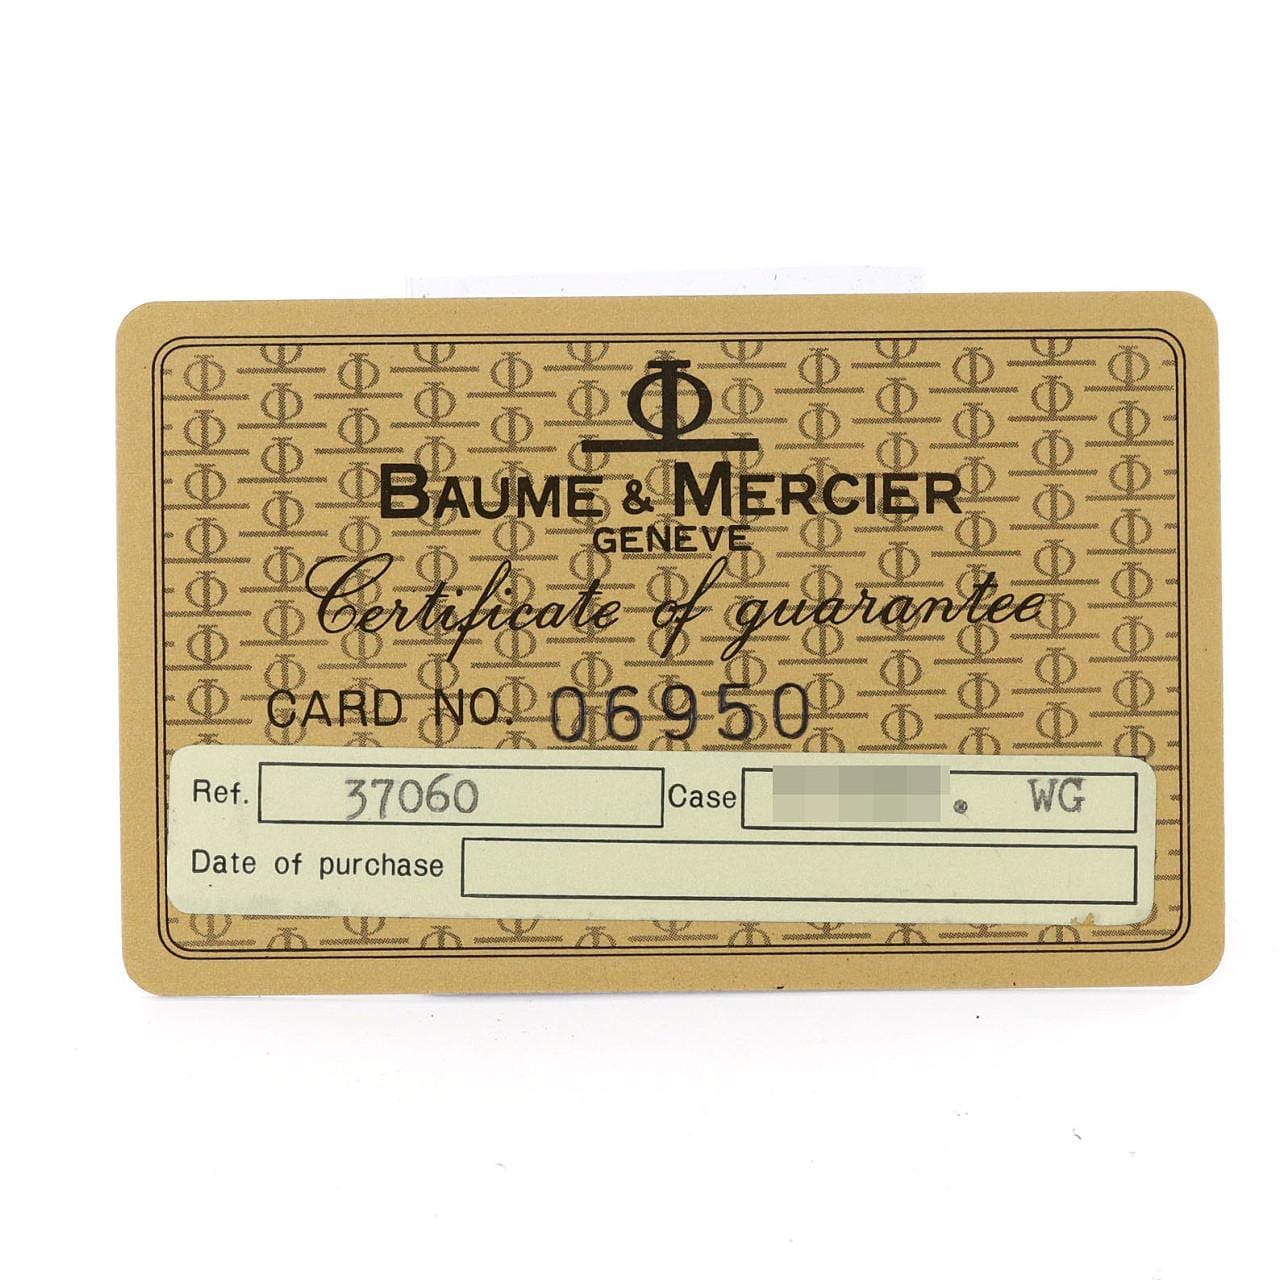 BAUME & MERCIER
GENEVE
Certificate of guarantee
CARD NO. 06950
Ref. 37060 Case . WG
Date of purchase